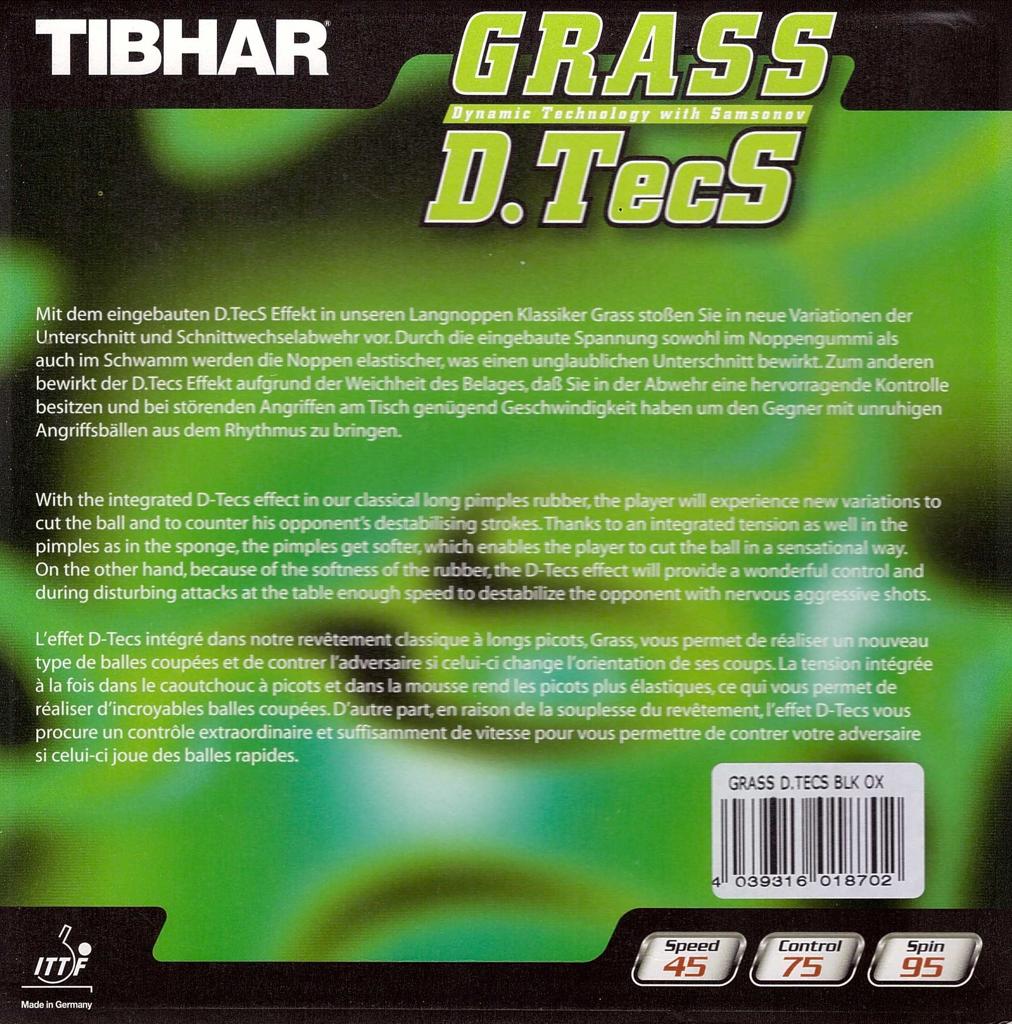 TIBHAR®
GRASS
Dynamic Technology with Samsonov
D.TecS
Mit dem eingebauten D.TecS Effekt in unseren Langnoppen Klassiker Grass stoßen Sie in neue Variationen der
Unterschnitt und Schnittwechselabwehr vor. Durch die eingebaute Spannung sowohl im Noppengummi als
auch im Schwamm werden die Noppen elastischer, was einen unglaublichen Unterschnitt bewirkt. Zum anderen
bewirkt der D.Tecs Effekt aufgrund der Weichheit des Belages, daß Sie in der Abwehr eine hervorragende Kontrolle
besitzen und bei störenden Angriffen am Tisch genügend Geschwindigkeit haben um den Gegner mit unruhigen
Angriffsbällen aus dem Rhythmus zu bringen.
With the integrated D-Tecs effect in our classical long pimples rubber, the player will experience new variations to
cut the ball and to counter his opponent's destabilising strokes. Thanks to an integrated tension as well in the
pimples as in the sponge, the pimples get softer, which enables the player to cut the ball in a sensational way.
On the other hand, because of the softness of the rubber, the D-Tecs effect will provide a wonderful control and
during disturbing attacks at the table enough speed to destabilize the opponent with nervous aggressive shots.
L'effet D-Tecs intégré dans notre revêtement classique à longs picots, Grass, vous permet de réaliser un nouveau
type de balles coupées et de contrer l'adversaire si celui-ci change l'orientation de ses coups. La tension intégrée
à la fois dans le caoutchouc à picots et dans la mousse rend les picots plus élastiques, ce qui vous permet de
réaliser d'incroyables balles coupées. D'autre part, en raison de la souplesse du revêtement, l'effet D-Tecs vous
procure un contrôle extraordinaire et suffisamment de vitesse pour vous permettre de contrer votre adversaire
si celui-ci joue des balles rapides.
GRASS D.TECS BLK OX
4 039316 018702
ITTF
Made in Germany
Speed
45
Control
75
Spin
95